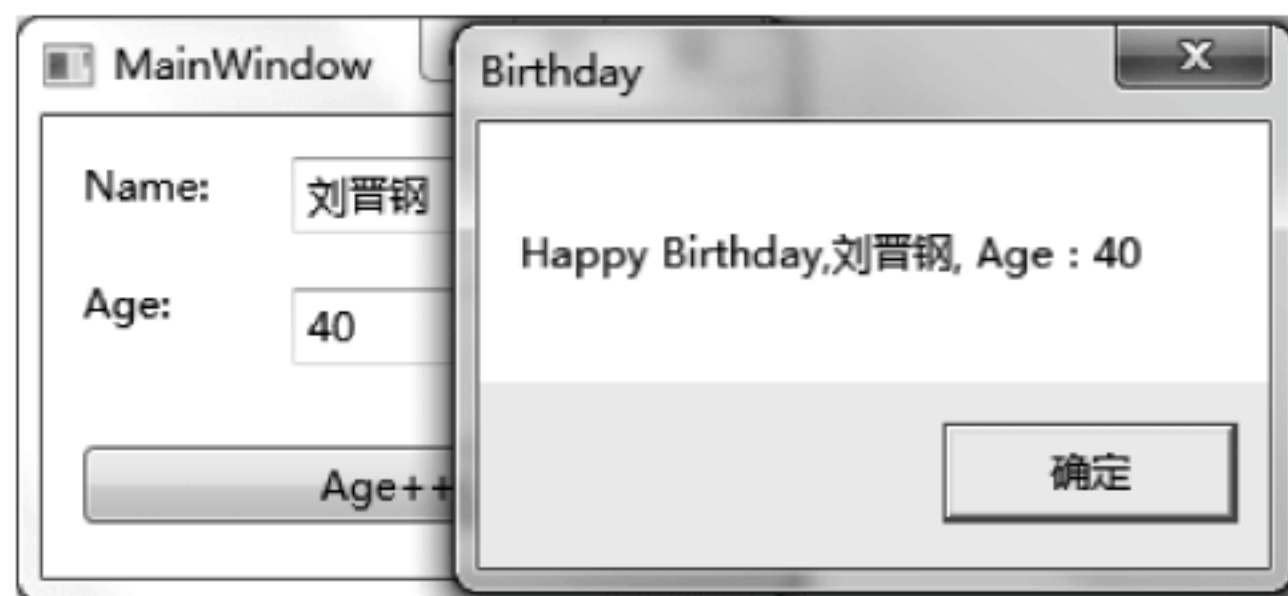 MainWindow
Name:
刘晋钢
Age:
40
Age++
Birthday
Happy Birthday,刘晋钢, Age : 40
确定